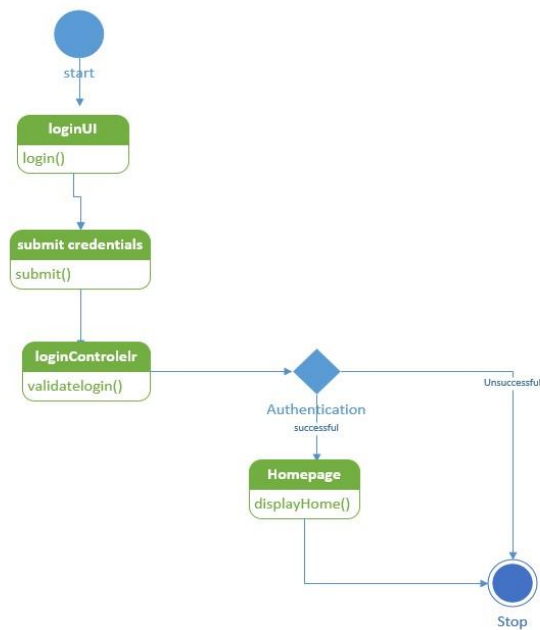 start
loginUI
login()
submit credentials
submit()
loginControlelr
validatelogin()
Authentication
successful
Unsuccessful
Homepage
displayHome()
Stop